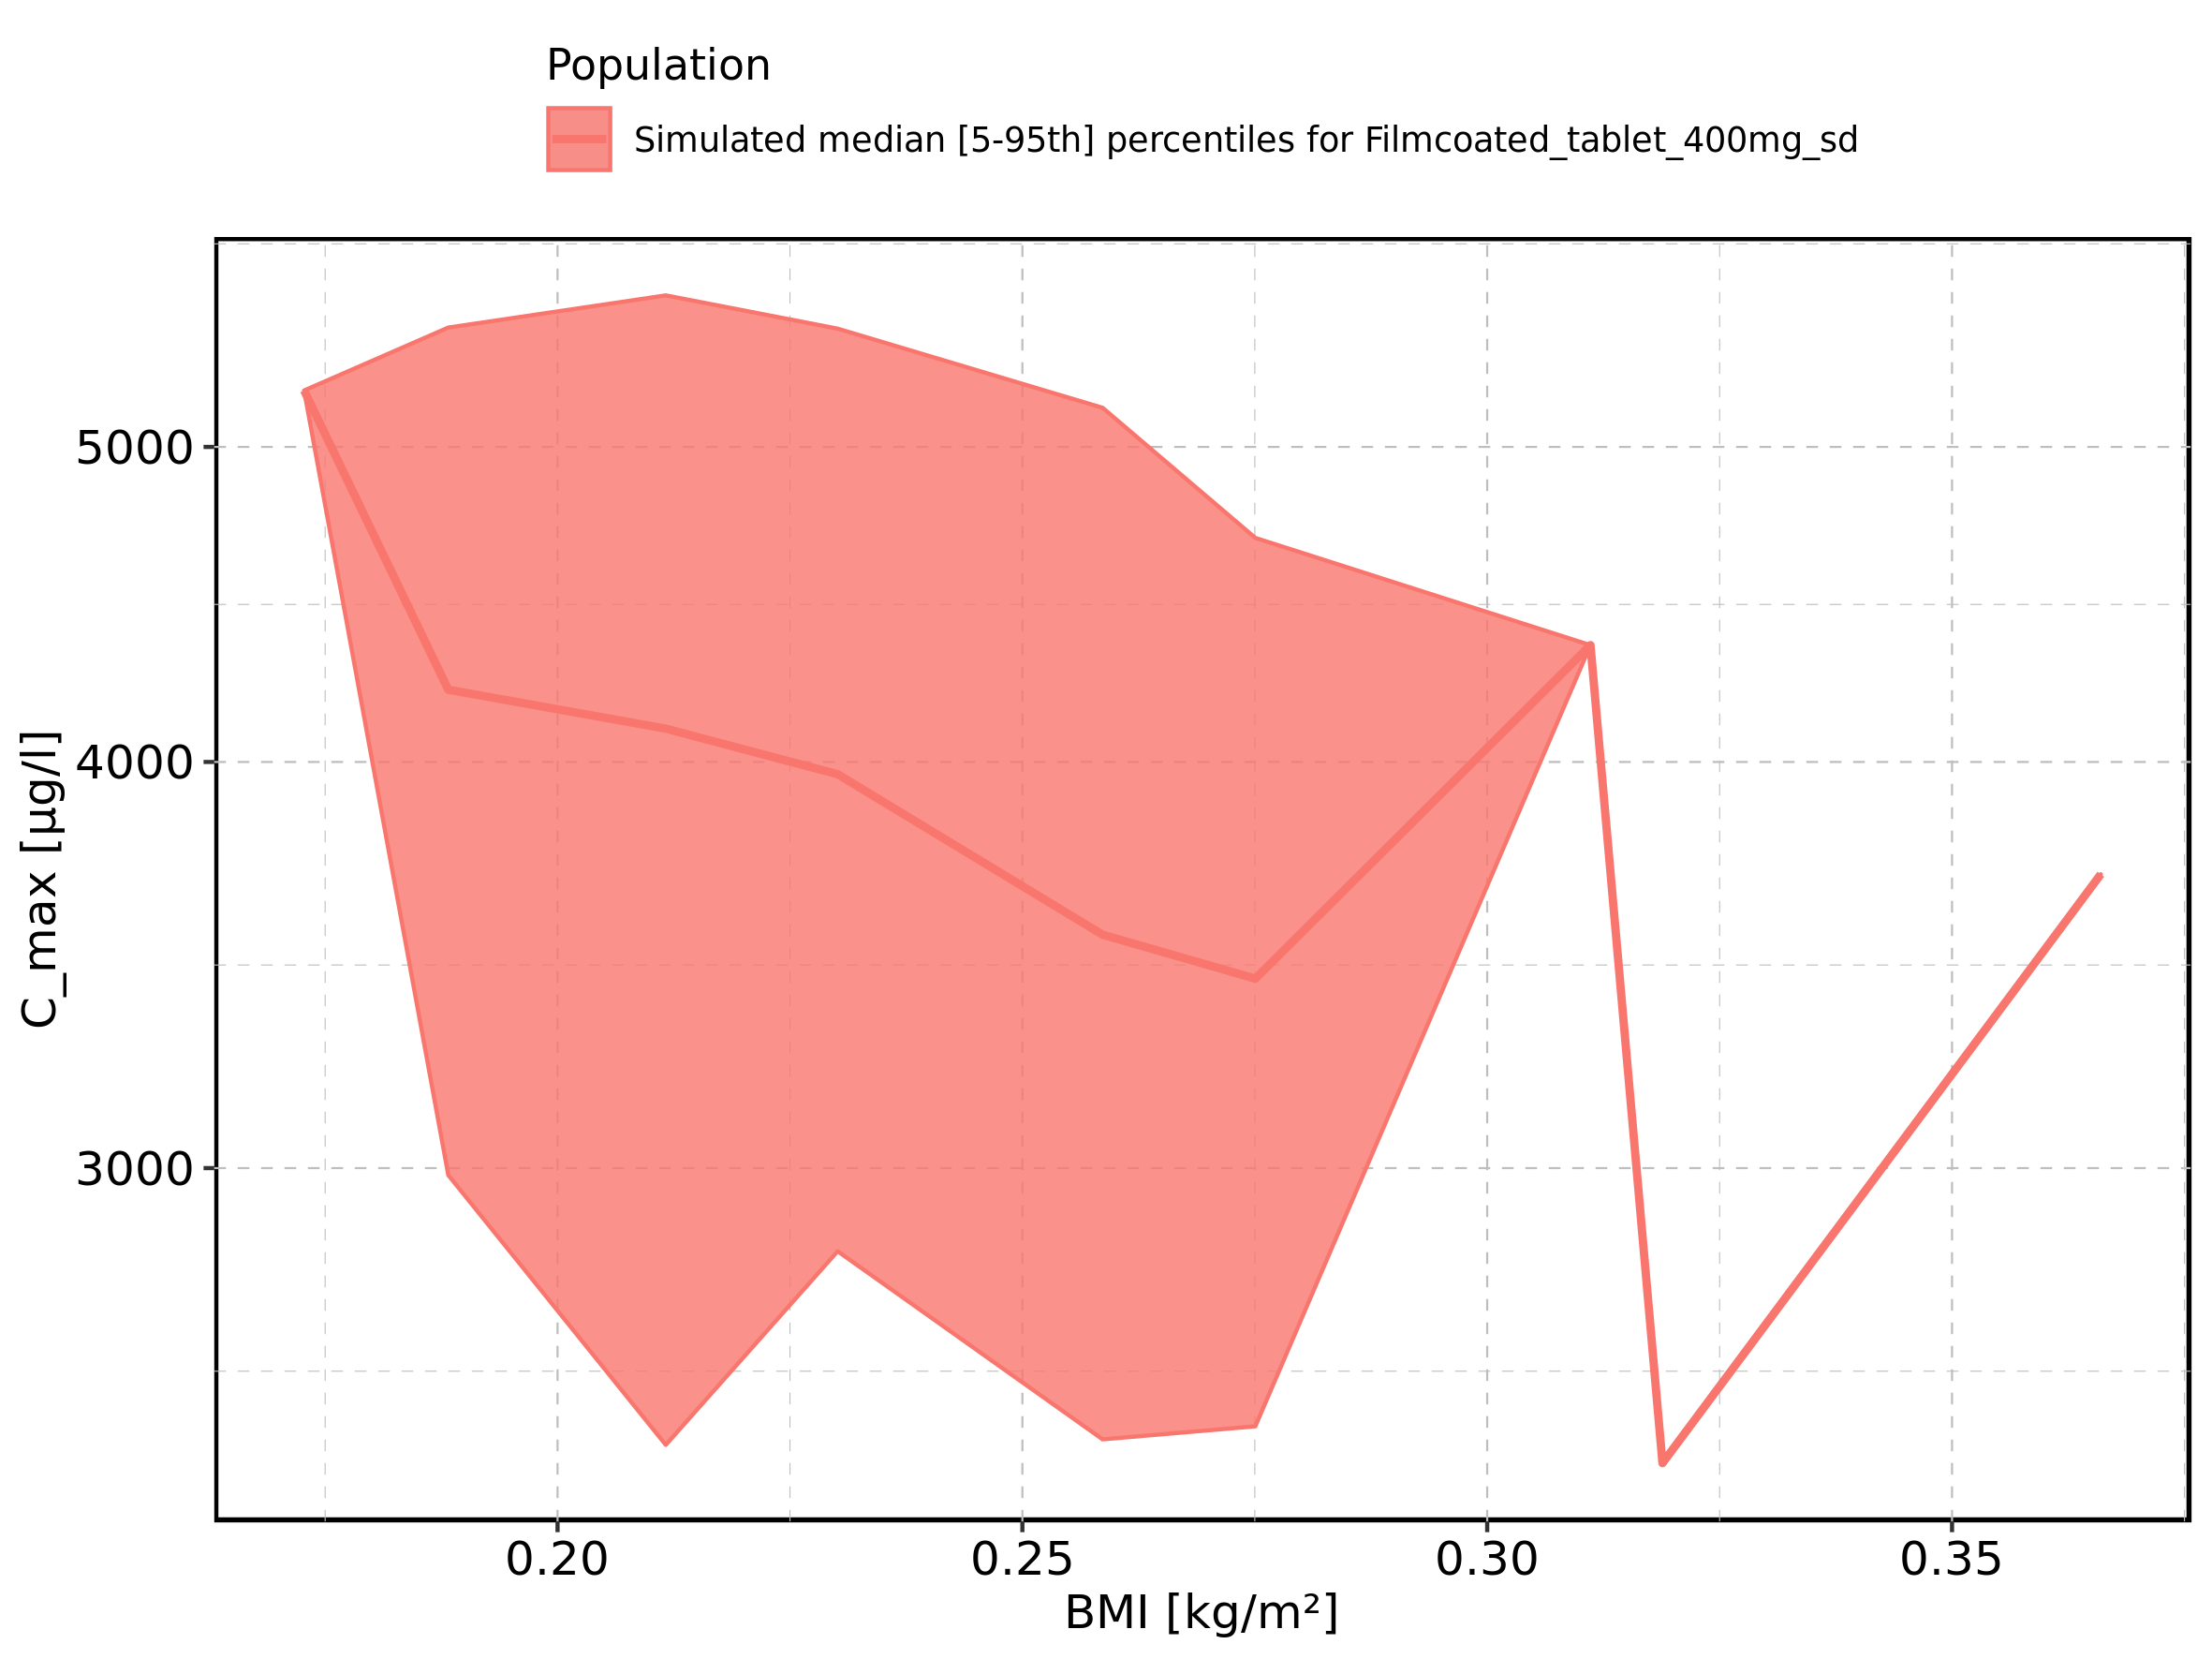 Population
Simulated median [5-95th] percentiles for Filmcoated_tablet_400mg_sd
C_max [µg/l]
5000
4000
3000
0.20 0.25 0.30 0.35
BMI [kg/m²]